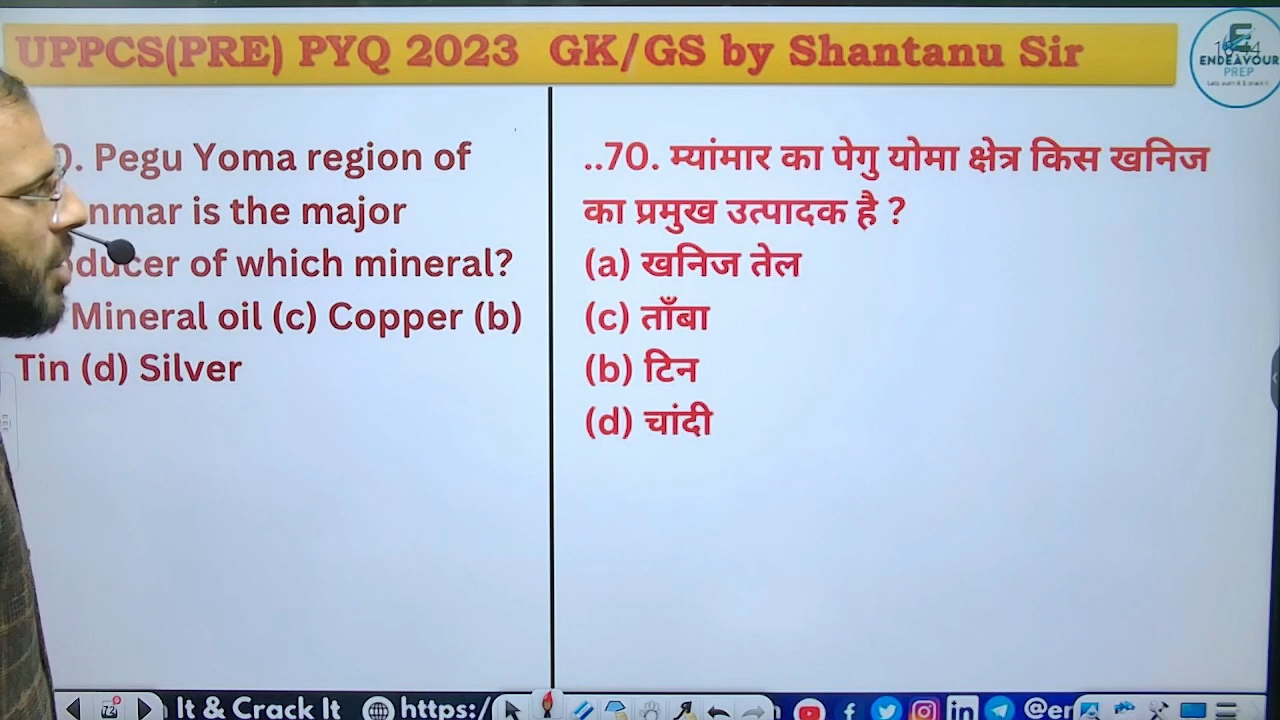 UPPCS(PRE) PYQ 2023 GK/GS by Shantanu Sir
ENDEAVOUR
PREP
0. Pegu Yoma region of
nmar is the major
ducer of which mineral?
Mineral oil (c) Copper (b)
Tin (d) Silver
..70. म्यांमार का पेगु योमा क्षेत्र किस खनिज
का प्रमुख उत्पादक है ?
(a) खनिज तेल
(c) ताँबा
(b) टिन
(d) चांदी
It & Crack It https:/ @er